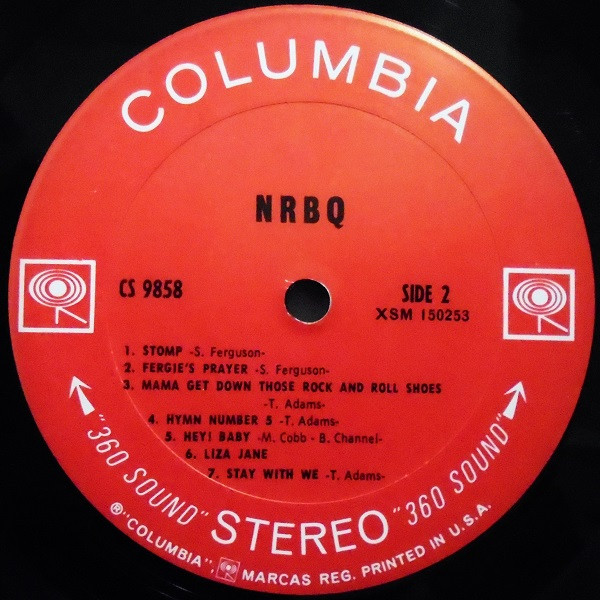 COLUMBIA
NRBQ
CS 9858
SIDE 2
XSM 150253
1. STOMP -S. Ferguson-
2. FERGIE'S PRAYER -S. Ferguson-
3. MAMA GET DOWN THOSE ROCK AND ROLL SHOES
-T. Adams-
4. HYMN NUMBER 5 -T. Adams-
5. HEY! BABY -M. Cobb - B. Channel-
6. LIZA JANE
7. STAY WITH WE -T. Adams-
"360 SOUND" STEREO "360 SOUND"
®"COLUMBIA", MARCAS REG. PRINTED IN U.S.A.